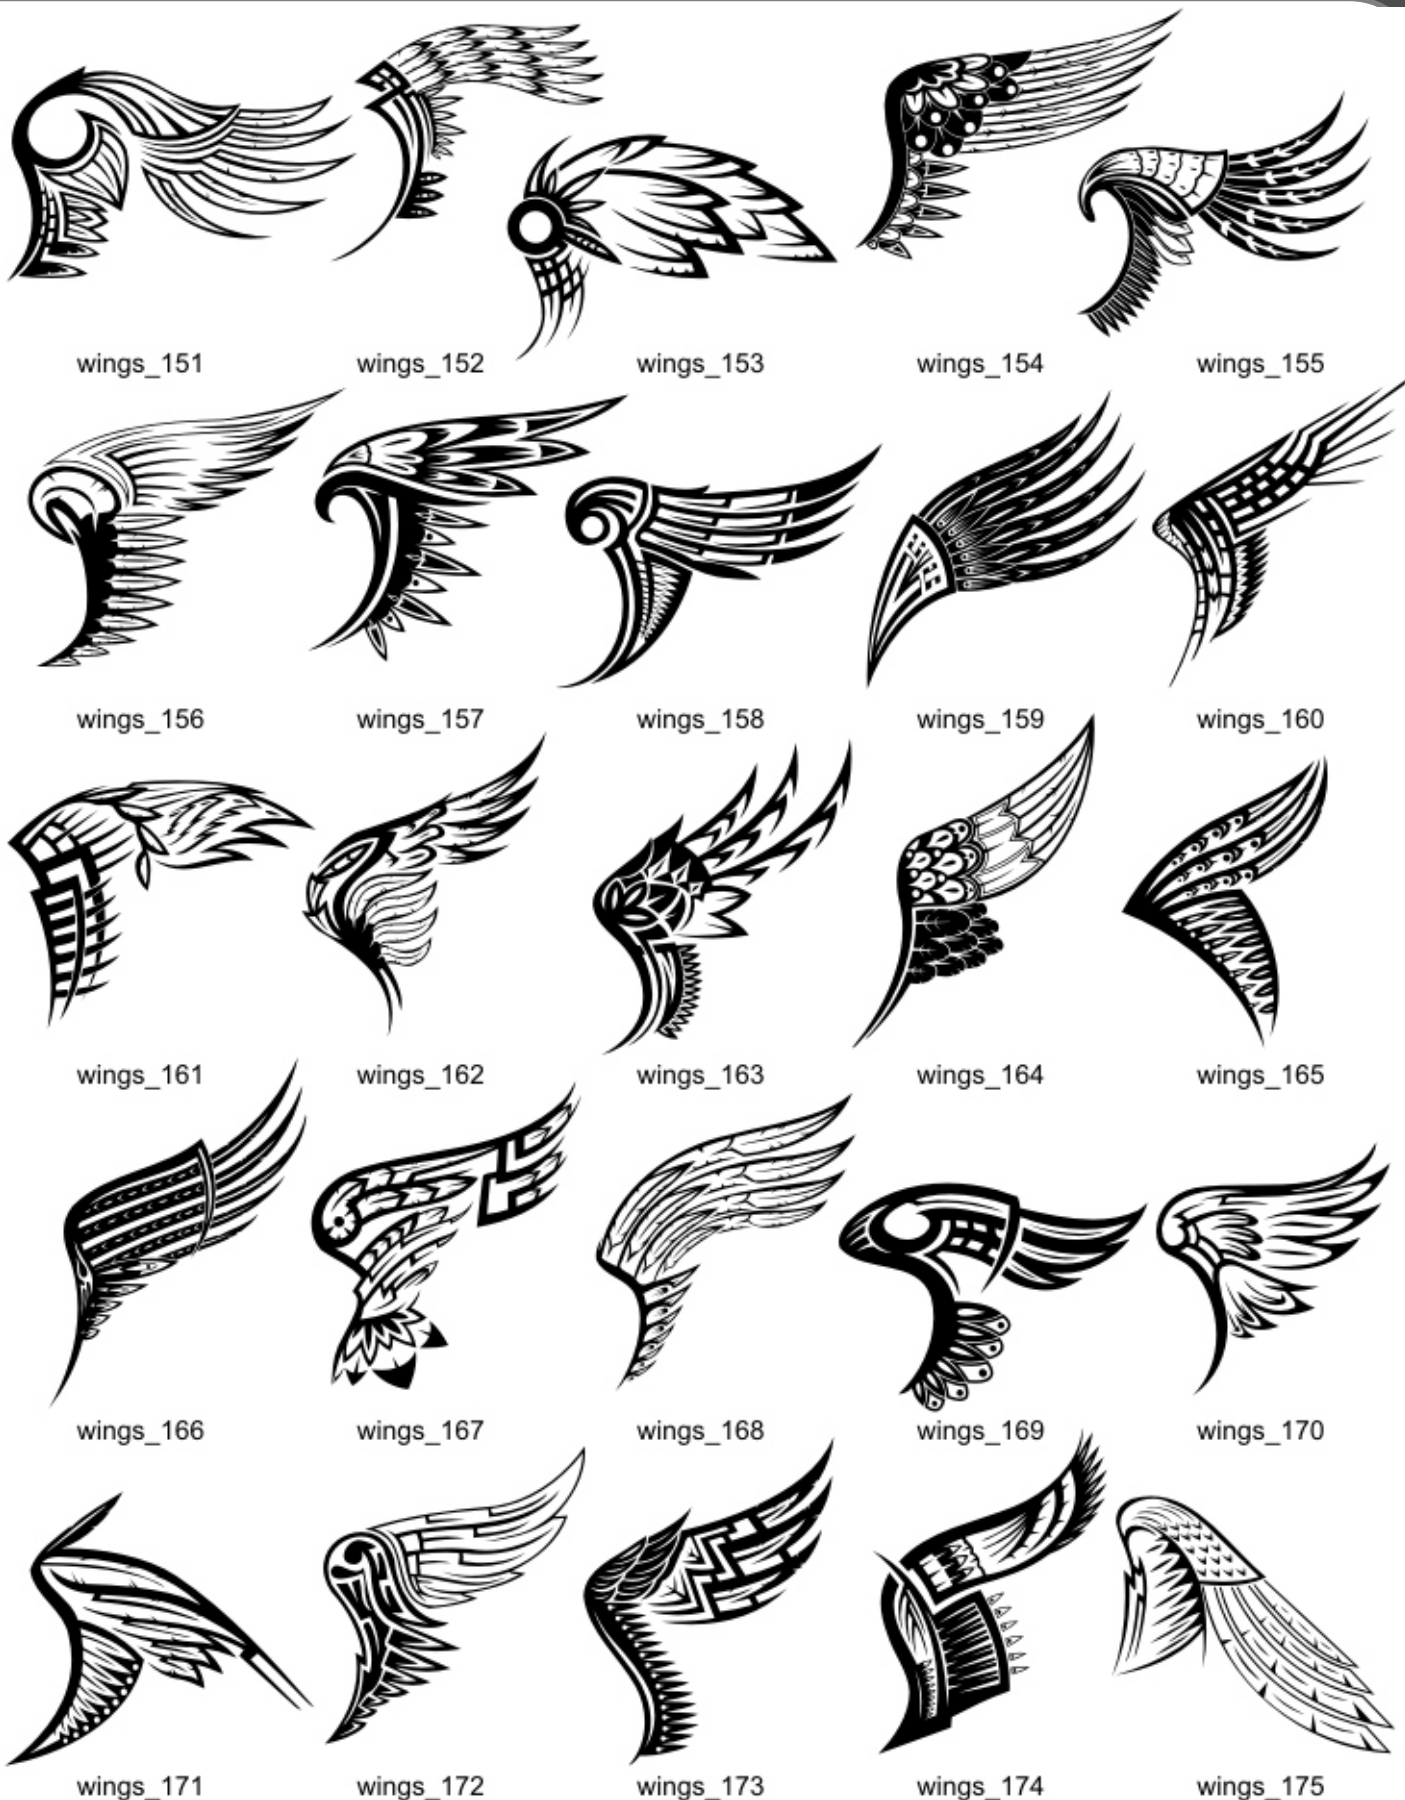 wings_151 wings_152 wings_153 wings_154 wings_155
wings_156 wings_157 wings_158 wings_159 wings_160
wings_161 wings_162 wings_163 wings_164 wings_165
wings_166 wings_167 wings_168 wings_169 wings_170
wings_171 wings_172 wings_173 wings_174 wings_175